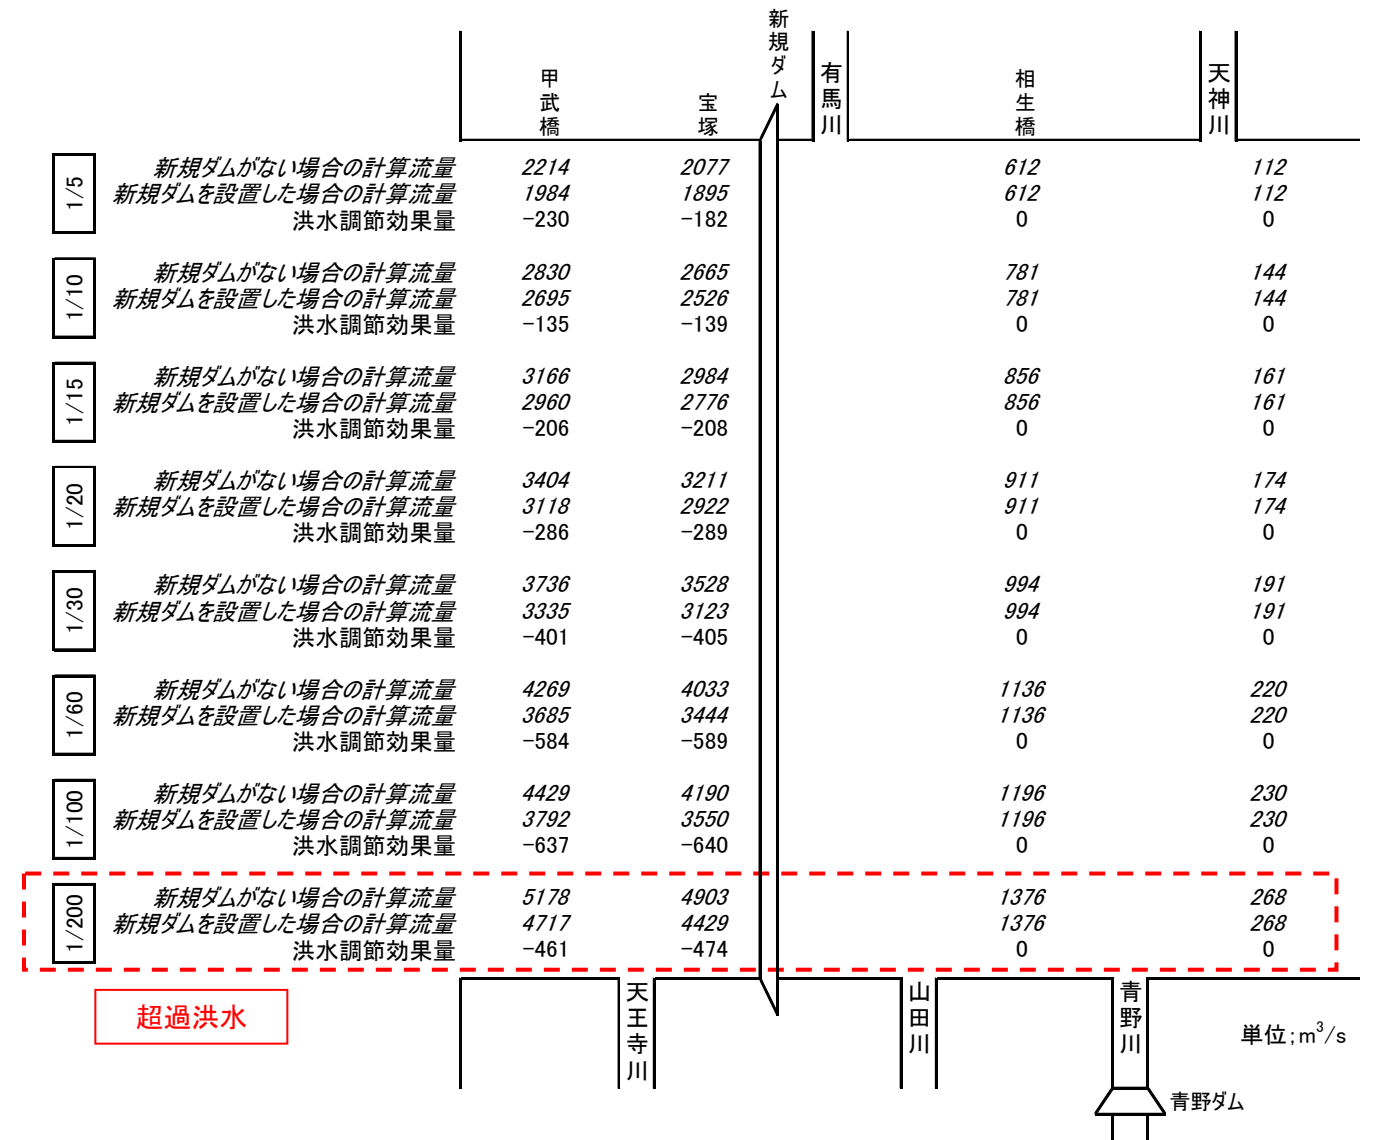 新規ダム
有馬川
天神川
甲武橋
宝塚
相生橋
1/5
新規ダムがない場合の計算流量 2214 2077 612 112
新規ダムを設置した場合の計算流量 1984 1895 612 112
洪水調節効果量 -230 -182 0 0
1/10
新規ダムがない場合の計算流量 2830 2665 781 144
新規ダムを設置した場合の計算流量 2695 2526 781 144
洪水調節効果量 -135 -139 0 0
1/15
新規ダムがない場合の計算流量 3166 2984 856 161
新規ダムを設置した場合の計算流量 2960 2776 856 161
洪水調節効果量 -206 -208 0 0
1/20
新規ダムがない場合の計算流量 3404 3211 911 174
新規ダムを設置した場合の計算流量 3118 2922 911 174
洪水調節効果量 -286 -289 0 0
1/30
新規ダムがない場合の計算流量 3736 3528 994 191
新規ダムを設置した場合の計算流量 3335 3123 994 191
洪水調節効果量 -401 -405 0 0
1/60
新規ダムがない場合の計算流量 4269 4033 1136 220
新規ダムを設置した場合の計算流量 3685 3444 1136 220
洪水調節効果量 -584 -589 0 0
1/100
新規ダムがない場合の計算流量 4429 4190 1196 230
新規ダムを設置した場合の計算流量 3792 3550 1196 230
洪水調節効果量 -637 -640 0 0
1/200
新規ダムがない場合の計算流量 5178 4903 1376 268
新規ダムを設置した場合の計算流量 4717 4429 1376 268
洪水調節効果量 -461 -474 0 0
超過洪水
天王寺川
山田川
青野川
単位;m³/s
青野ダム